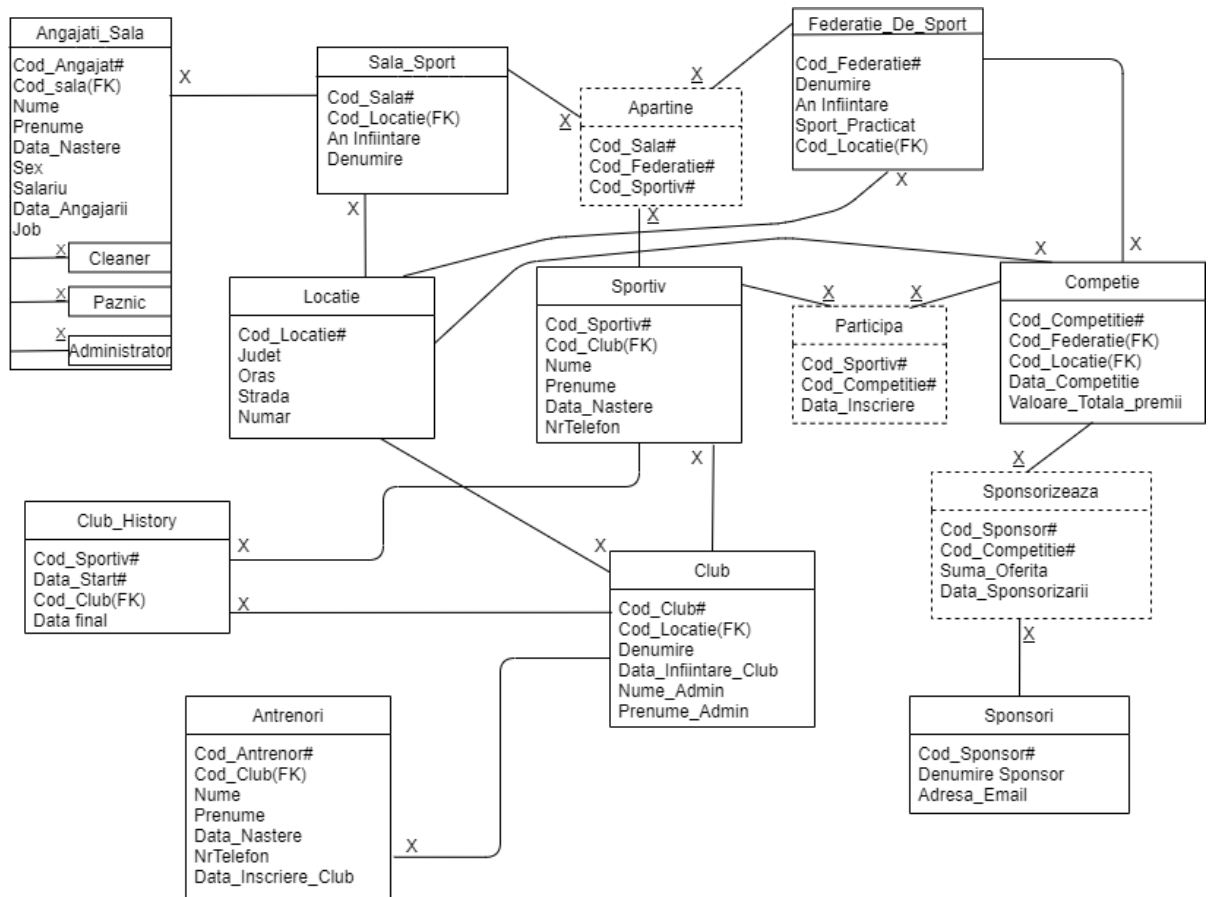 Angajati_Sala
Cod_Angajat#
Cod_sala(FK)
Nume
Prenume
Data_Nastere
Sex
Salariu
Data_Angajarii
Job
X
Cleaner
X
Paznic
X
Administrator
X
Sala_Sport
Cod_Sala#
Cod_Locatie(FK)
An Infiintare
Denumire
X
X
Apartine
Cod_Sala#
Cod_Federatie#
Cod_Sportiv#
X
X
Federatie_De_Sport
Cod_Federatie#
Denumire
An Infiintare
Sport_Practicat
Cod_Locatie(FK)
X
X
X
Locatie
Cod_Locatie#
Judet
Oras
Strada
Numar
Sportiv
Cod_Sportiv#
Cod_Club(FK)
Nume
Prenume
Data_Nastere
NrTelefon
X
X
X
Participa
Cod_Sportiv#
Cod_Competitie#
Data_Inscriere
Competie
Cod_Competitie#
Cod_Federatie(FK)
Cod_Locatie(FK)
Data_Competitie
Valoare_Totala_premii
X
Sponsorizeaza
Cod_Sponsor#
Cod_Competitie#
Suma_Oferita
Data_Sponsorizarii
X
Club_History
Cod_Sportiv#
Data_Start#
Cod_Club(FK)
Data final
X
X
X
Club
Cod_Club#
Cod_Locatie(FK)
Denumire
Data_Infiintare_Club
Nume_Admin
Prenume_Admin
Antrenori
Cod_Antrenor#
Cod_Club(FK)
Nume
Prenume
Data_Nastere
NrTelefon
Data_Inscriere_Club
X
Sponsori
Cod_Sponsor#
Denumire Sponsor
Adresa_Email